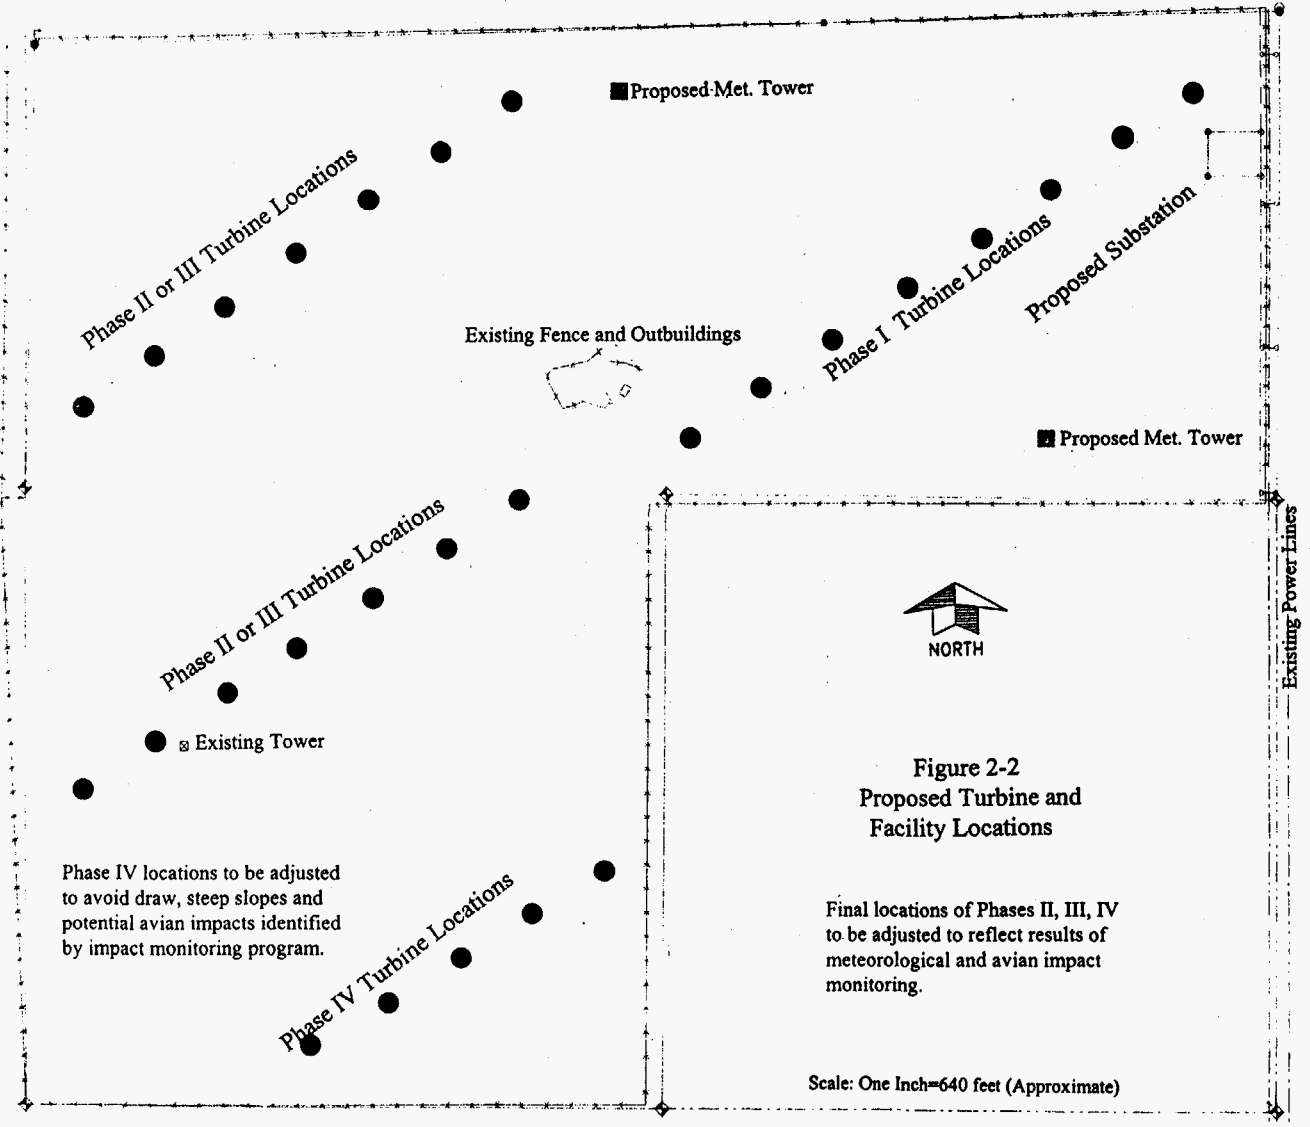 Proposed Met. Tower
Phase II or III Turbine Locations
Phase I Turbine Locations
Proposed Substation
Existing Fence and Outbuildings
Proposed Met. Tower
Phase II or III Turbine Locations
Existing Power Lines
NORTH
Existing Tower
Figure 2-2
Proposed Turbine and
Facility Locations
Phase IV locations to be adjusted
to avoid draw, steep slopes and
potential avian impacts identified
by impact monitoring program.
Phase IV Turbine Locations
Final locations of Phases II, III, IV
to be adjusted to reflect results of
meteorological and avian impact
monitoring.
Scale: One Inch=640 feet (Approximate)